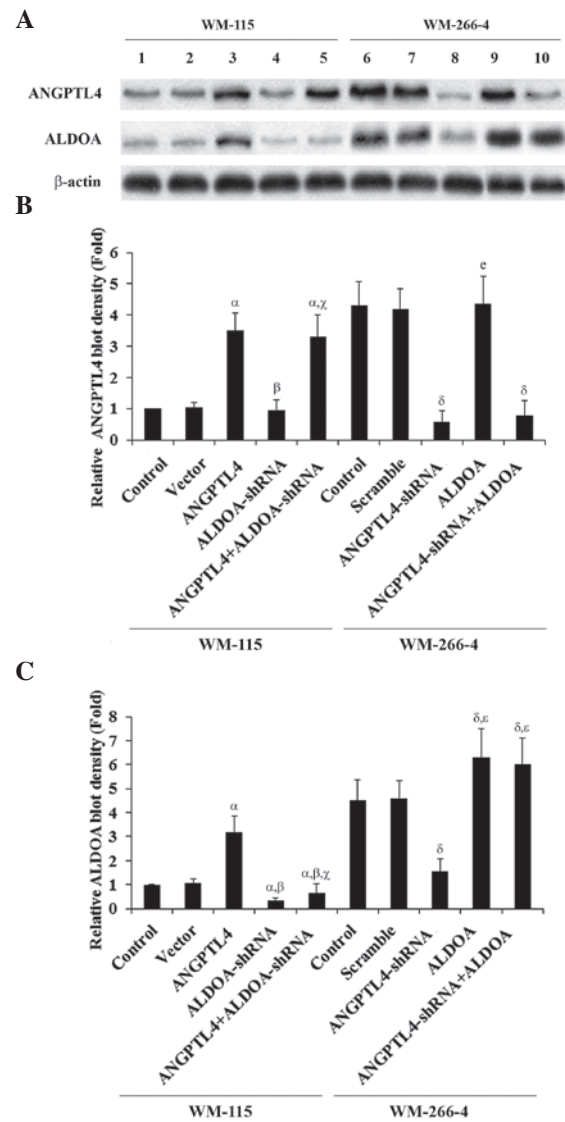 A
WM-115 WM-266-4
1 2 3 4 5 6 7 8 9 10
ANGPTL4
ALDOA
β-actin
B
Relative ANGPTL4 blot density (Fold)
6
5
4
3
2
1
0
α
β
α,χ
δ
e
δ
Control
Vector
ANGPTL4
ALDOA-shRNA
ANGPTL4+ALDOA-shRNA
Control
Scramble
ANGPTL4-shRNA
ALDOA
ANGPTL4-shRNA+ALDOA
WM-115 WM-266-4
C
Relative ALDOA blot density (Fold)
8
7
6
5
4
3
2
1
0
α
α,β
α,β,χ
δ
δ,ε
δ,ε
Control
Vector
ANGPTL4
ALDOA-shRNA
ANGPTL4+ALDOA-shRNA
Control
Scramble
ANGPTL4-shRNA
ALDOA
ANGPTL4-shRNA+ALDOA
WM-115 WM-266-4